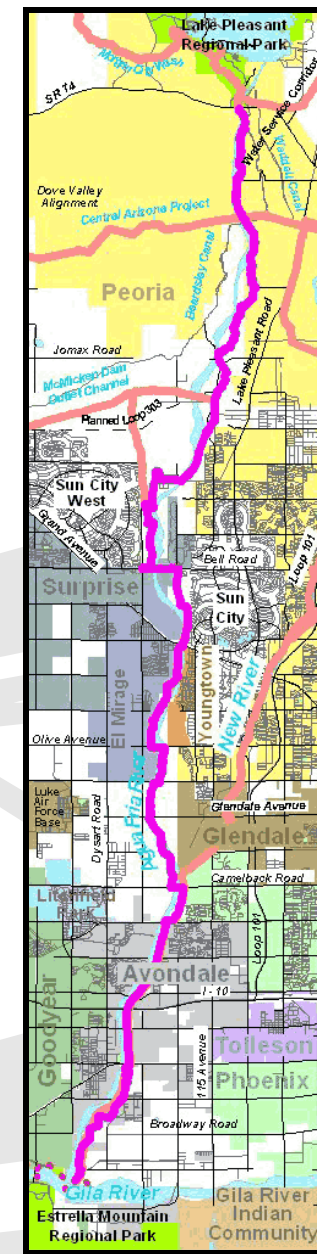 Lake Pleasant
Regional Park
SR 74
Water Service Corridor
Waddell Canal
Dove Valley
Alignment
Central Arizona Project
Beardsley Canal
Peoria
Lake Pleasant Road
Jomax Road
McMicken Dam
Outlet Channel
Planned Loop 303
Sun City
West
Grand Avenue
Loop 101
Bell Road
Surprise
Sun
City
El Mirage
Youngtown
New River
Olive Avenue
Agua Fria River
Luke
Air
Force
Base
Dysart Road
Glendale Avenue
Glendale
Camelback Road
Litchfield
Park
Loop 101
Avondale
I - 10
Goodyear
Tolleson
115 Avenue
Phoenix
Broadway Road
Gila River
Gila River
Indian
Community
Estrella Mountain
Regional Park